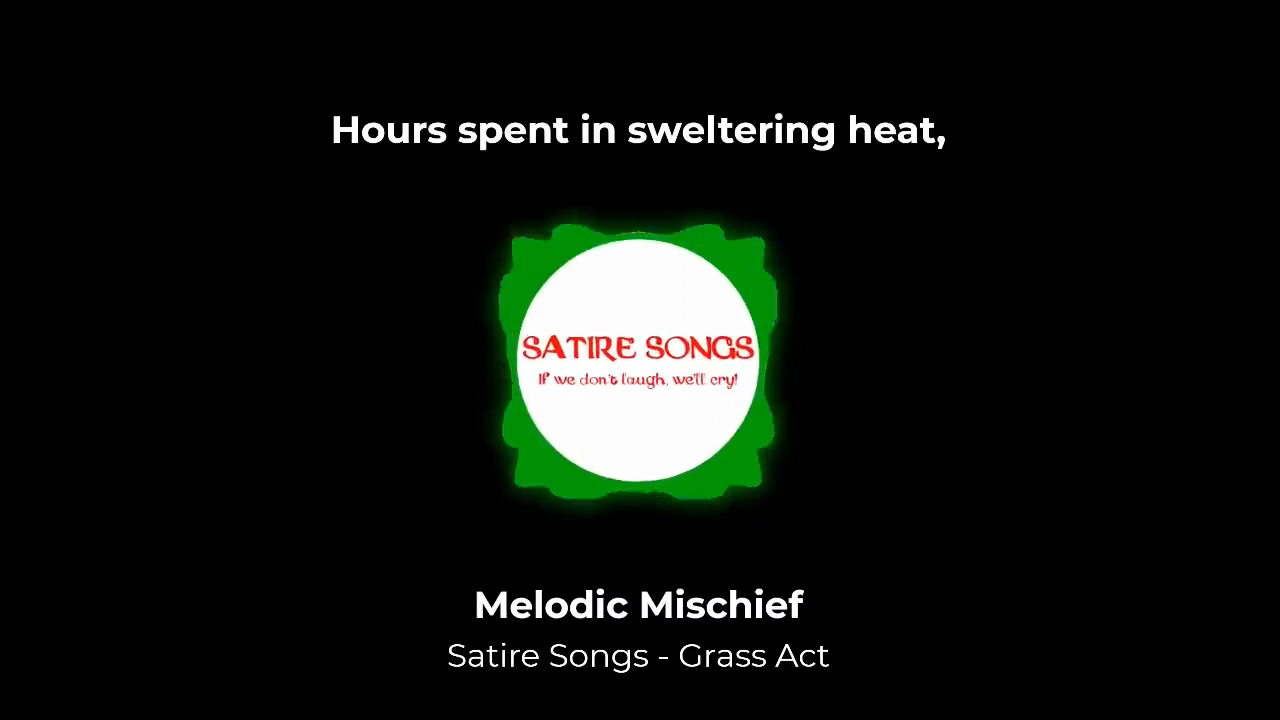 Hours spent in sweltering heat,
SATIRE SONGS
If we don't laugh, we'll cry!
Melodic Mischief
Satire Songs - Grass Act